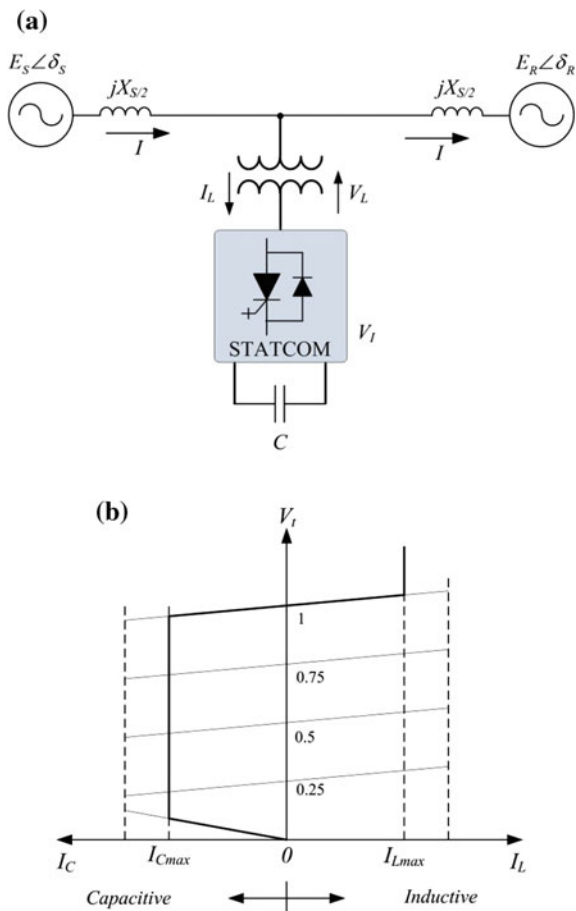 (a)
E_S∠δ_S
E_R∠δ_R
jX_S/2
jX_S/2
I
I
I_L
V_L
STATCOM
V_I
C
(b)
V_t
1
0.75
0.5
0.25
I_C
I_Cmax
0
I_Lmax
I_L
Capacitive
Inductive